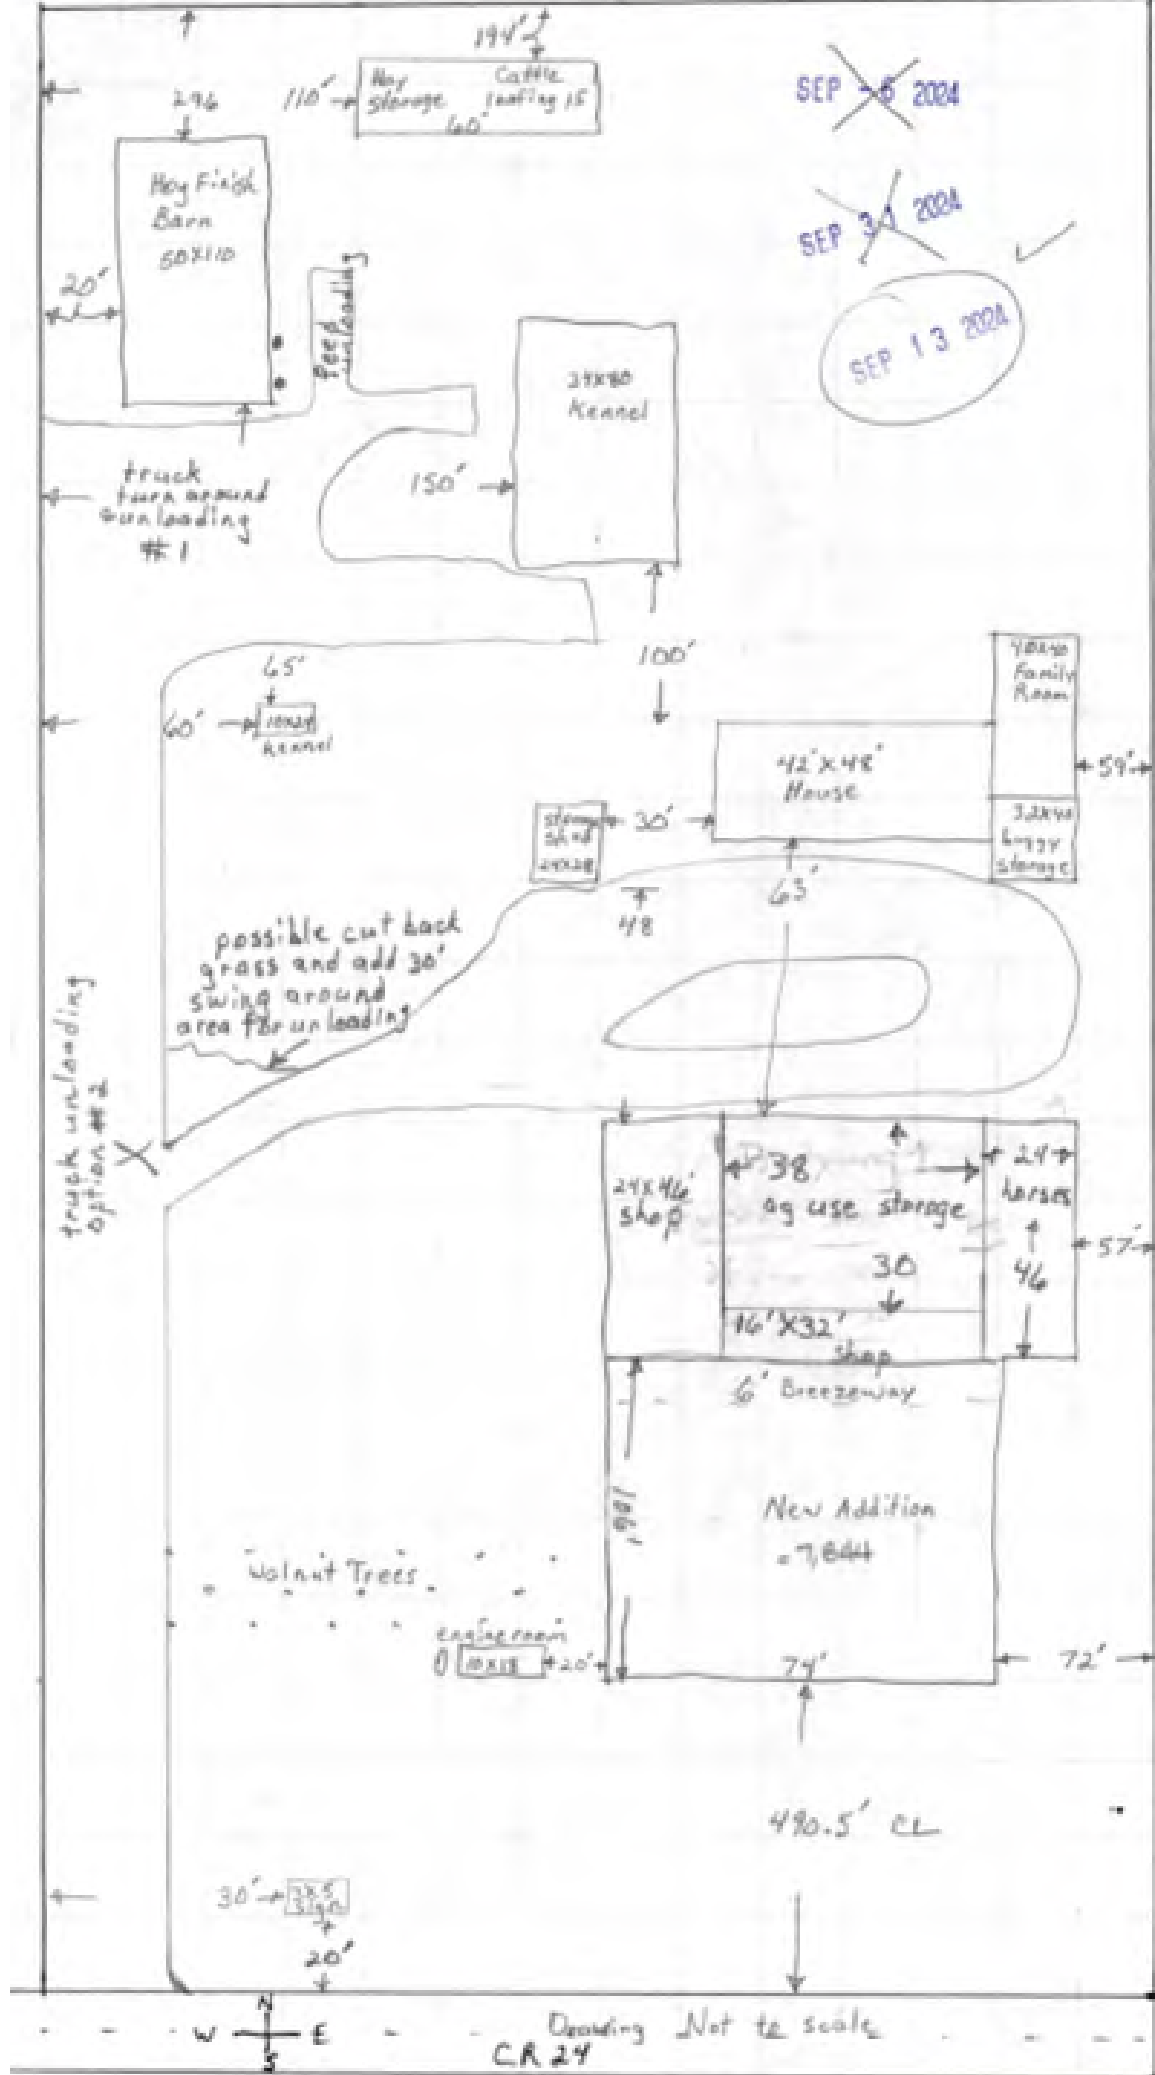 194'
110'
Hay
storage
Cattle
loafing 15
60'
SEP -6 2024
296
Hog Finish
Barn
50X110
20'
SEP 31 2024
SEP 13 2024
Feed
unloading
24X80
Kennel
150'
truck
turn around
& unloading
#1
100'
65'
60'
10x24
kennel
40x40
Family
Room
42'X48'
House
59'
storage
shed
24x28
30'
32x40
buggy
storage
63'
48
possible cut back
grass and add 30'
swing around
area for unloading
truck unloading
option #2
24X46'
shop
38
ag use storage
30
24
horses
46
57'
16'X32'
shop
6' Breezeway
106'
New Addition
=7,844
Walnut Trees
engine room
10X18
20'
74'
72'
490.5' CL
30'
3X5
Sign
20'
N
W E
S
Drawing Not to scale
CR 24